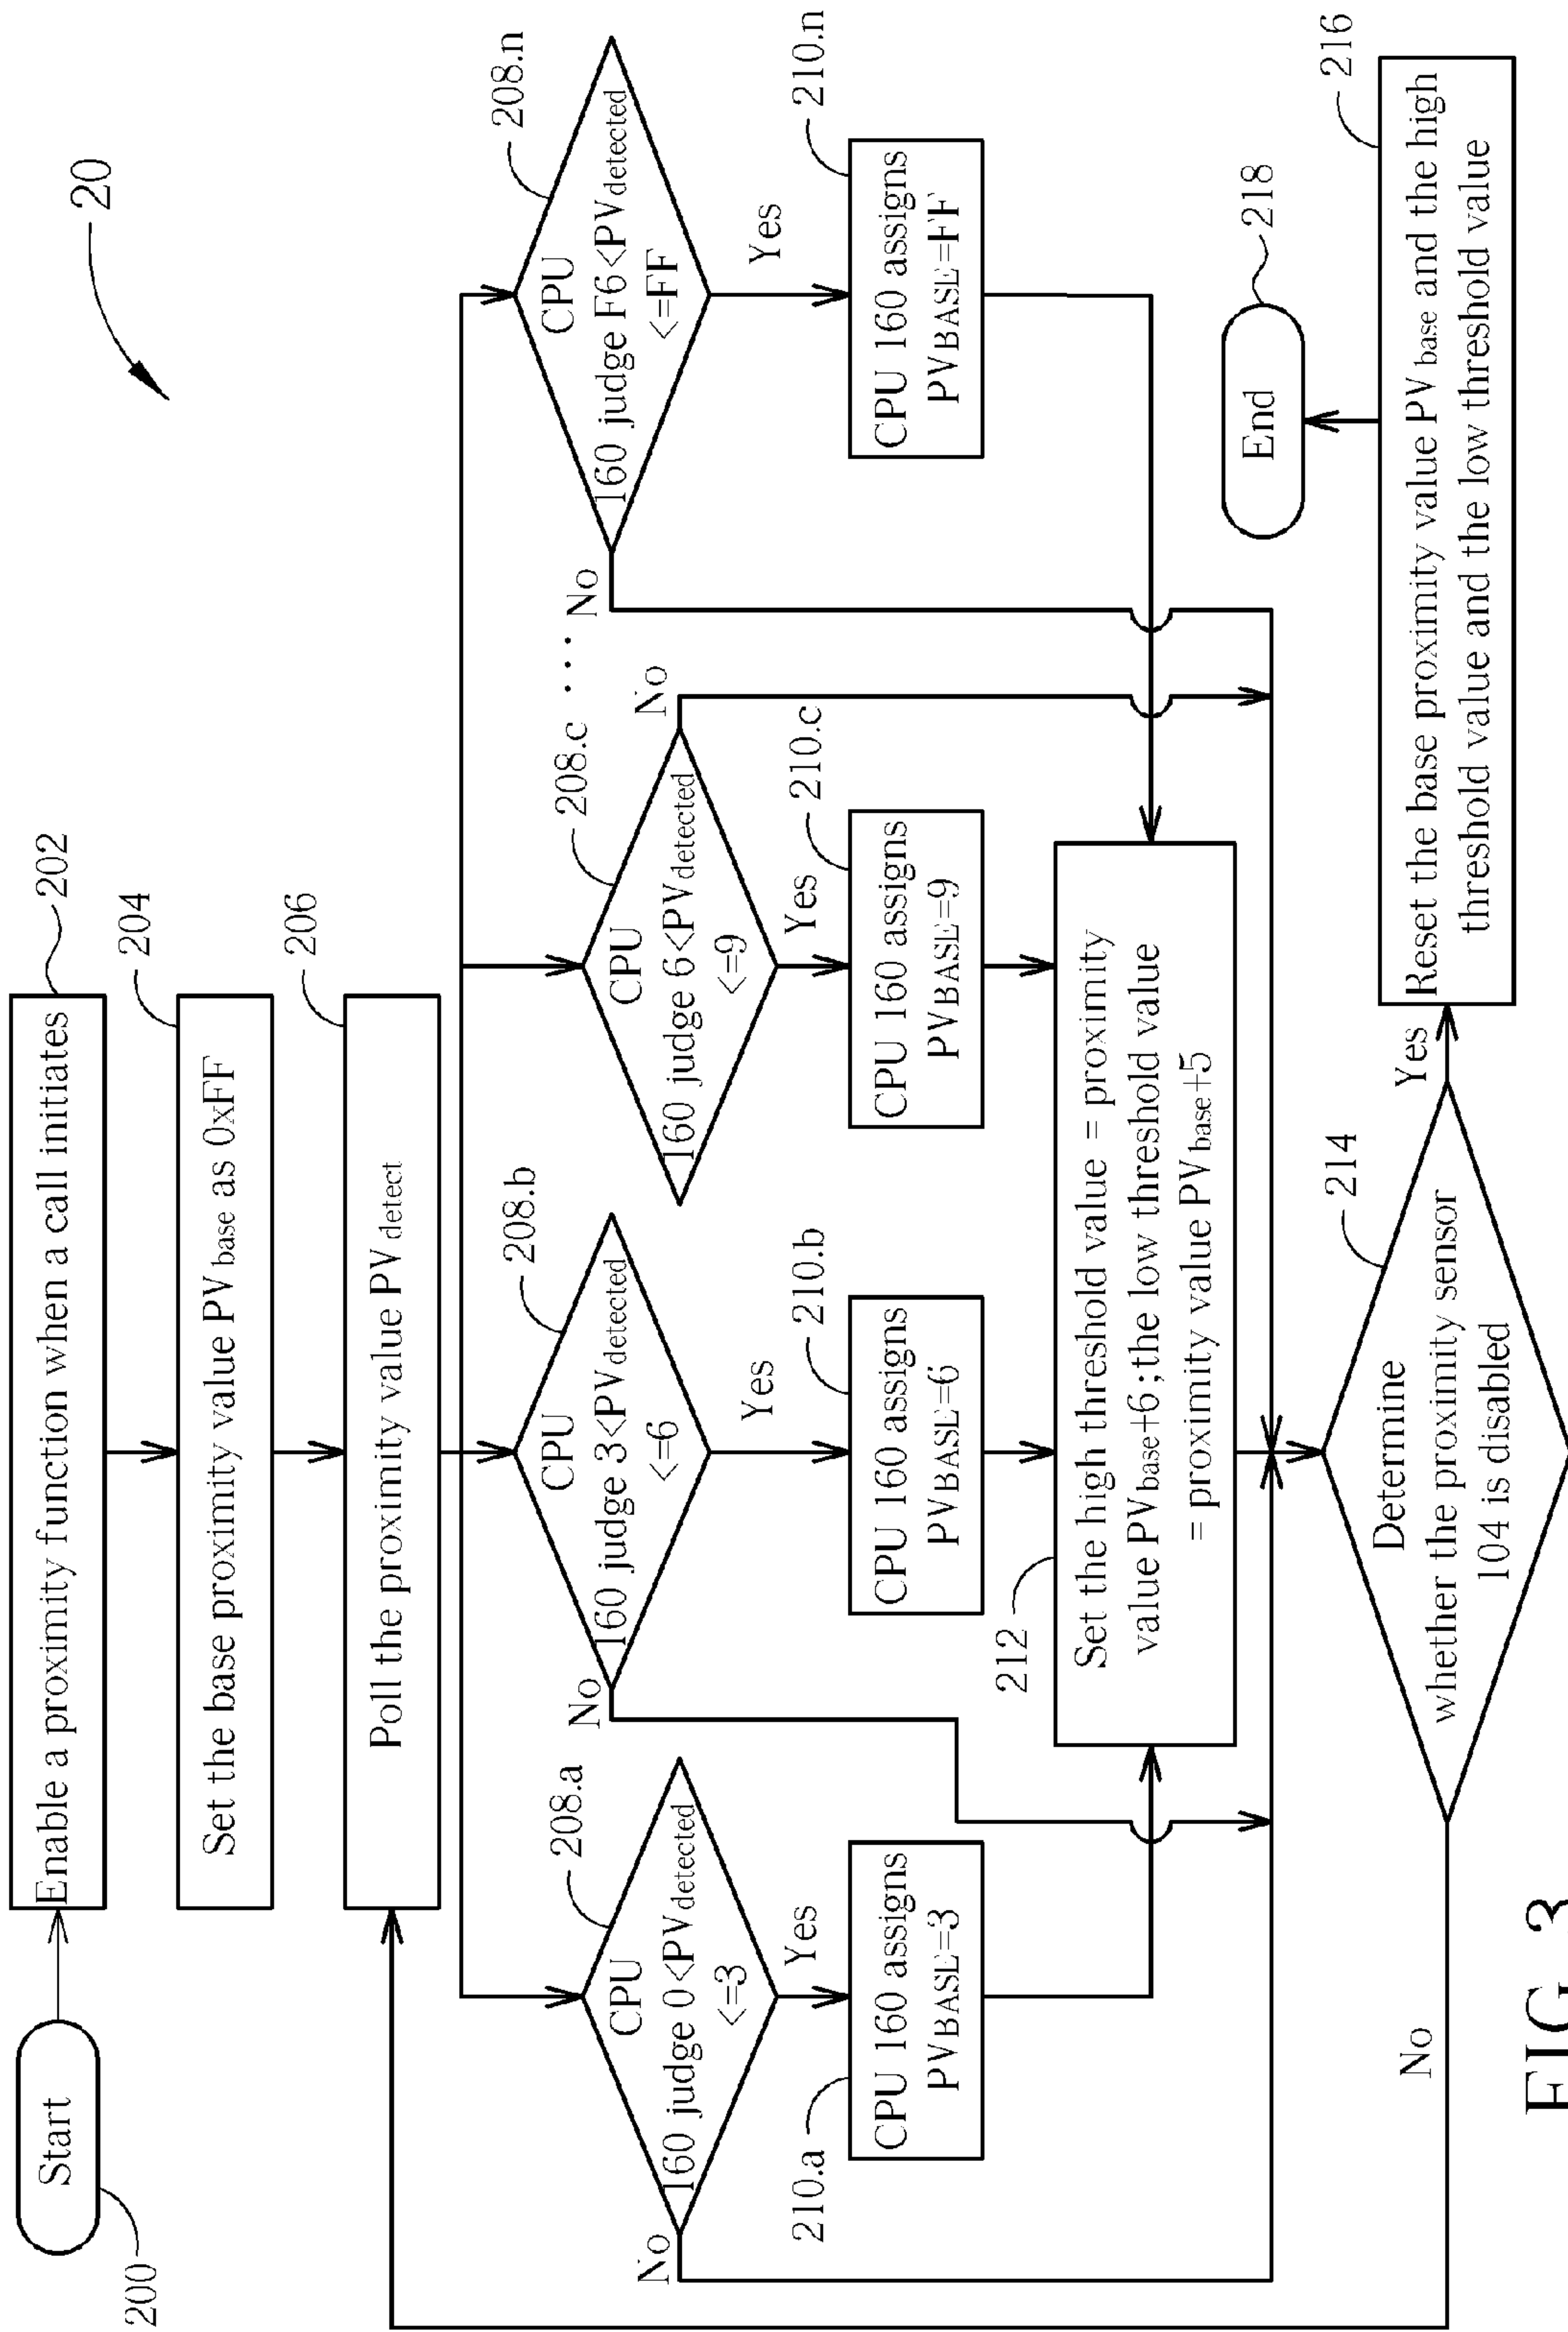 20
Start
200
Enable a proximity function when a call initiates
202
Set the base proximity value PVbase as 0xFF
204
Poll the proximity value PVdetect
206
CPU
160 judge 0<PVdetected
<=3
208.a
No
Yes
CPU
160 judge 3<PVdetected
<=6
208.b
No
Yes
CPU
160 judge 6<PVdetected
<=9
208.c
No
Yes
...
CPU
160 judge F6<PVdetected
<=FF
208.n
No
Yes
CPU 160 assigns
PVBASE=3
210.a
CPU 160 assigns
PVBASE=6
210.b
CPU 160 assigns
PVBASE=9
210.c
CPU 160 assigns
PVBASE=FF
210.n
Set the high threshold value = proximity
value PVbase+6;the low threshold value
= proximity value PVbase+5
212
Determine
whether the proximity sensor
104 is disabled
214
No
Yes
Reset the base proximity value PVbase and the high
threshold value and the low threshold value
216
End
218
FIG. 3